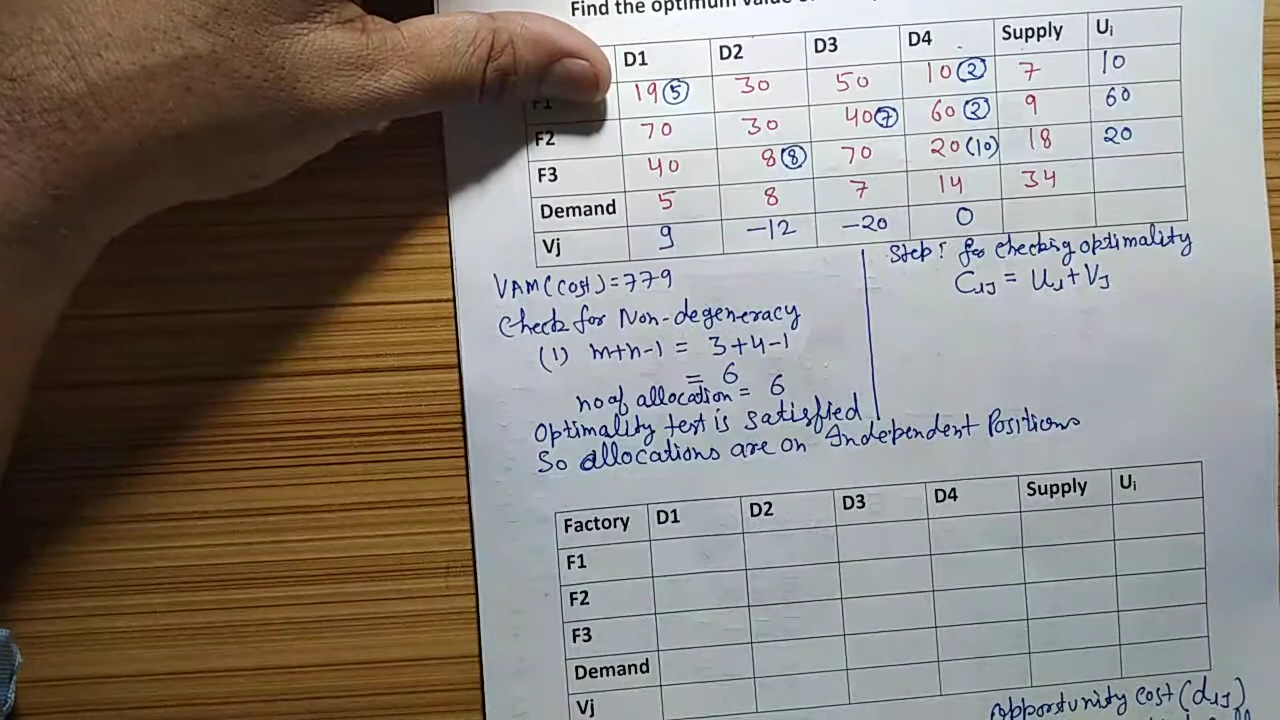 Find the optimum value
D1 D2 D3 D4 Supply Ui
F1 19 (5) 30 50 10 (2) 7 10
F2 70 30 40 (7) 60 (2) 9 60
F3 40 8 (8) 70 20 (10) 18 20
Demand 5 8 7 14 34
Vj 9 -12 -20 0
VAM (cost) = 779
Check for Non-degeneracy
(1) m+n-1 = 3+4-1
= 6
no of allocation = 6
Optimality test is satisfied
So allocations are on Independent Positions
Step: for checking optimality
CIJ = UI + VJ
Factory D1 D2 D3 D4 Supply Ui
F1
F2
F3
Demand
Vj
Opportunity cost (dIJ)